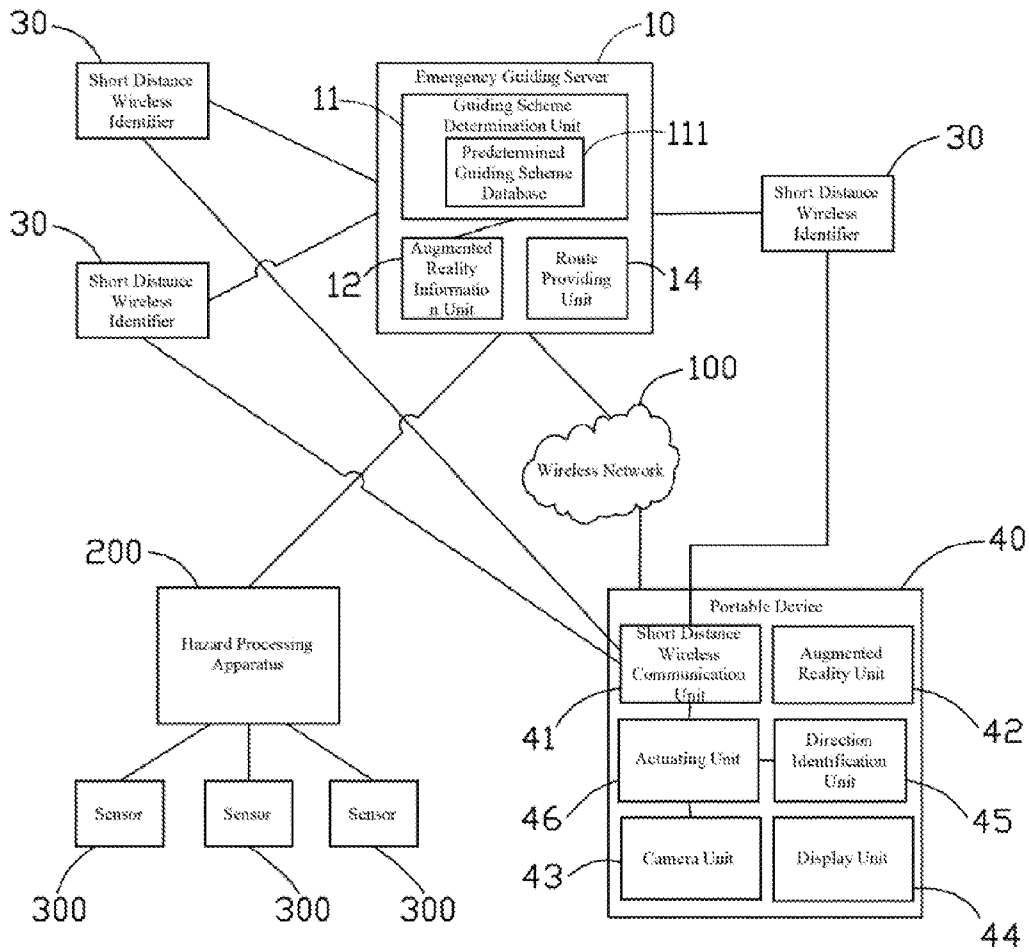 30
10
Short Distance
Wireless
Identifier
Emergency Guiding Server
11
Guiding Scheme
Determination Unit
111
Predetermined
Guiding Scheme
Database
30
Short Distance
Wireless
Identifier
30
Short Distance
Wireless
Identifier
12
Augmented
Reality
Informatio
n Unit
Route
Providing
Unit
14
100
Wireless Network
200
Hazard Processing
Apparatus
40
Portable Device
Short Distance
Wireless
Communication
Unit
41
Augmented
Reality Unit
42
Actuating Unit
46
Direction
Identification
Unit
45
Sensor
Sensor
Sensor
300
300
300
Camera Unit
43
Display Unit
44